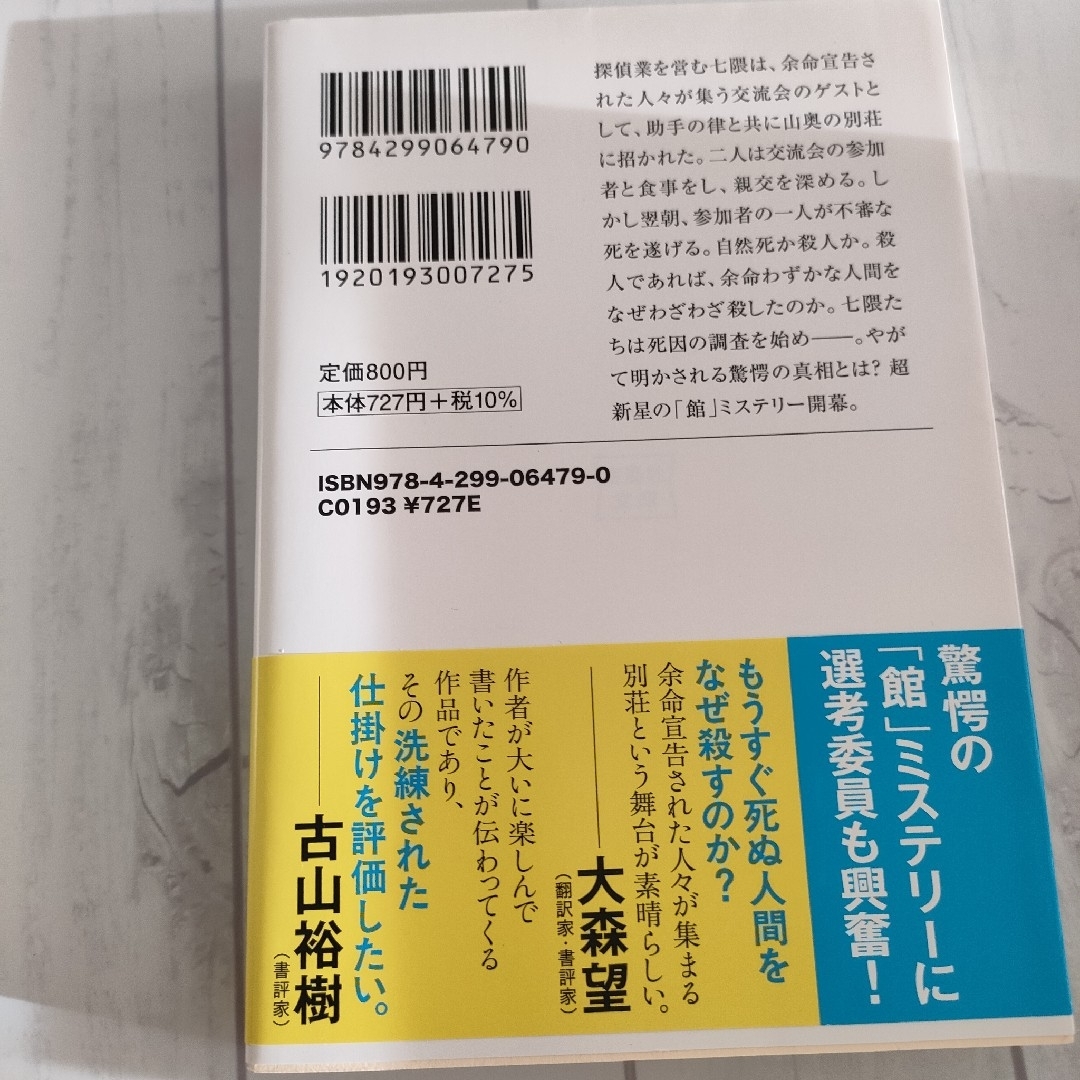 9784299064790
1920193007275
定価800円
本体727円+税10%
ISBN978-4-299-06479-0
C0193 ¥727E
探偵業を営む七隈は、余命宣告さ
れた人々が集う交流会のゲストと
して、助手の律と共に山奥の別荘
に招かれた。二人は交流会の参加
者と食事をし、親交を深める。し
かし翌朝、参加者の一人が不審な
死を遂げる。自然死か殺人か。殺
人であれば、余命わずかな人間を
なぜわざわざ殺したのか。七隈た
ちは死因の調査を始め――。やが
て明かされる驚愕の真相とは? 超
新星の「館」ミステリー開幕。
驚愕の
「館」ミステリーに
選考委員も興奮!
もうすぐ死ぬ人間を
なぜ殺すのか?
余命宣告された人々が集まる
別荘という舞台が素晴らしい。
――大森望
(翻訳家・書評家)
作者が大いに楽しんで
書いたことが伝わってくる
作品であり、
その洗練された
仕掛けを評価したい。
――古山裕樹
(書評家)